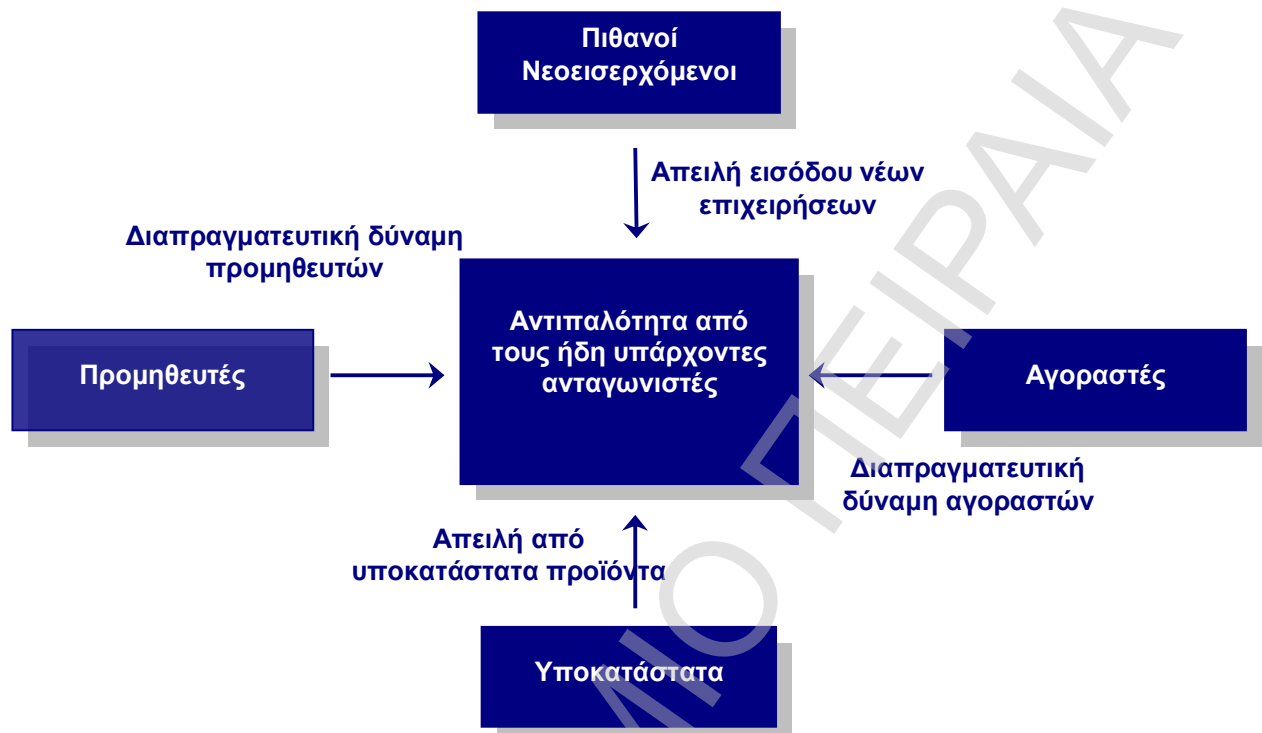 Πιθανοί
Νεοεισερχόμενοι
Απειλή εισόδου νέων
επιχειρήσεων
Διαπραγματευτική δύναμη
προμηθευτών
Αντιπαλότητα από
τους ήδη υπάρχοντες
ανταγωνιστές
Προμηθευτές
Αγοραστές
Διαπραγματευτική
δύναμη αγοραστών
Απειλή από
υποκατάστατα προϊόντα
Υποκατάστατα
ΜΙΟ ΠΕΙΡΑΙΑ